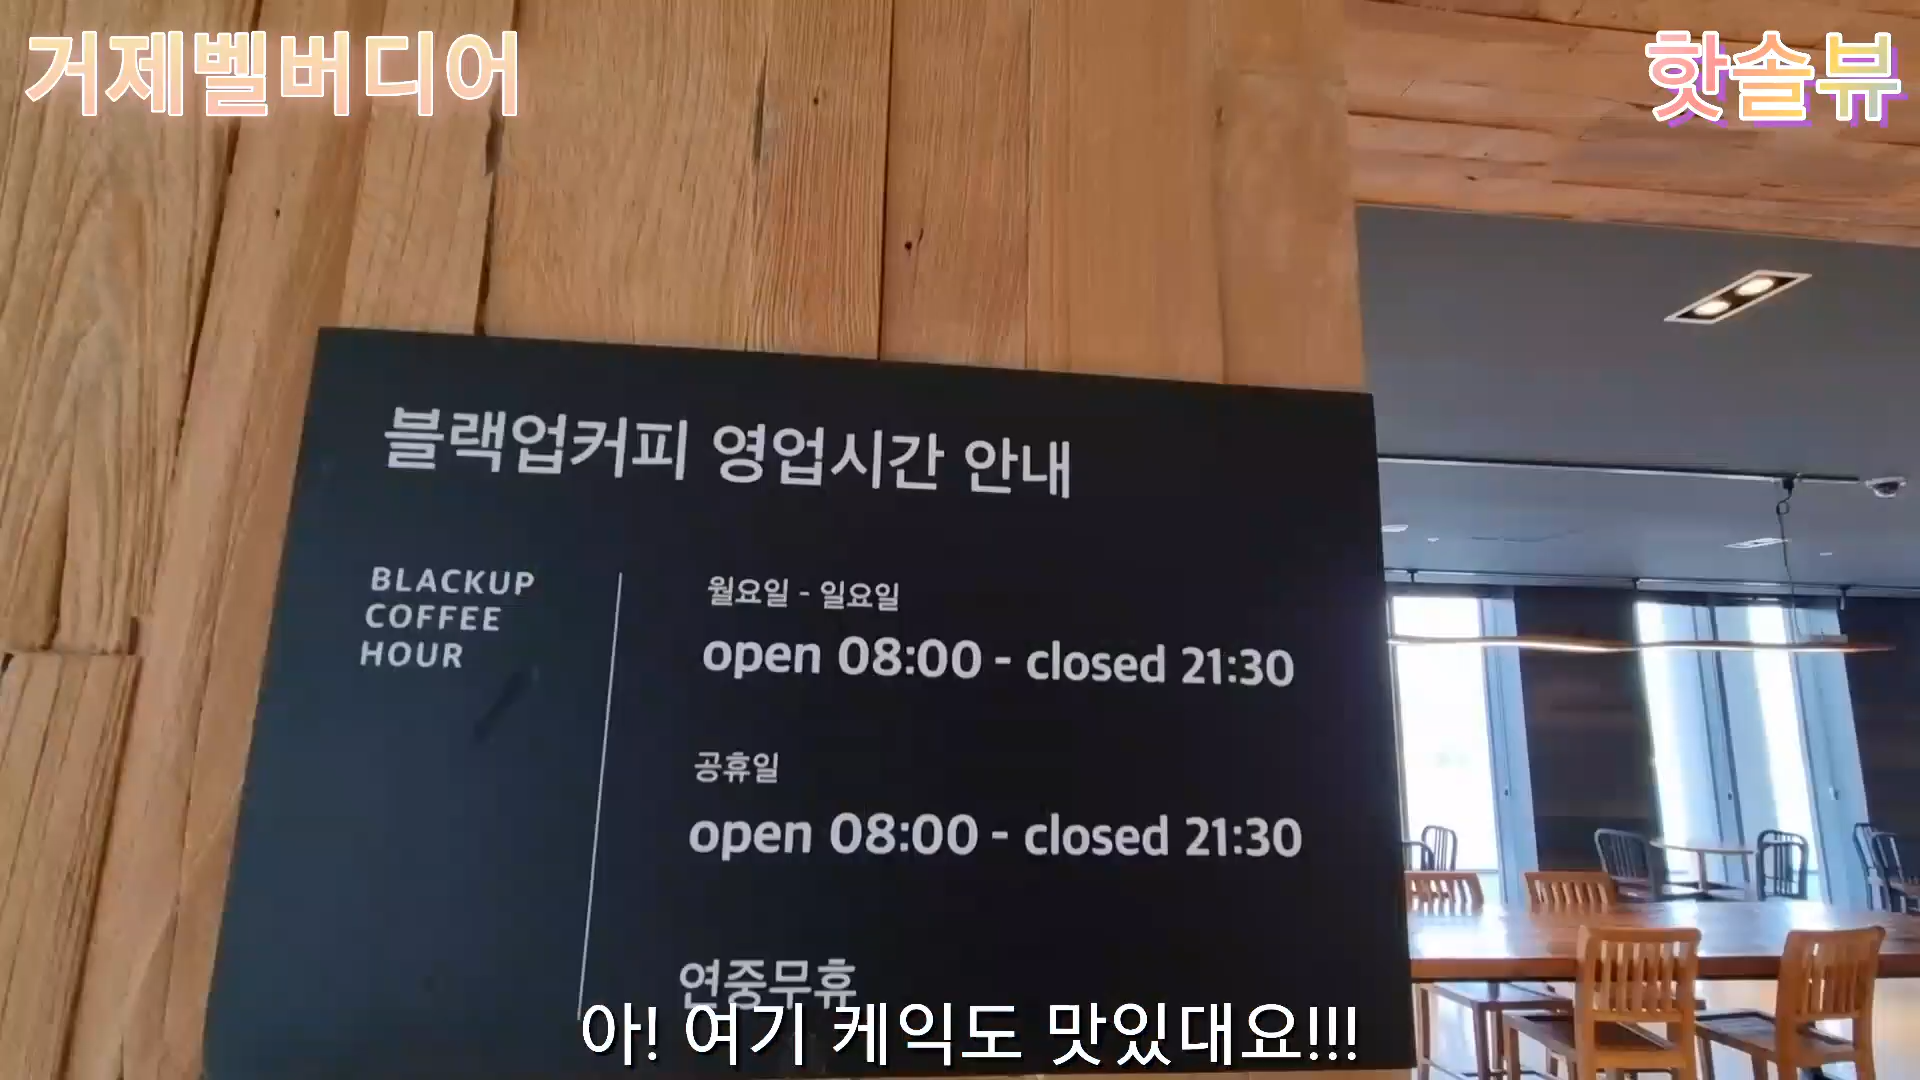 거제벨버디어
핫솔뷰
블랙업커피 영업시간 안내
BLACKUP
COFFEE
HOUR
월요일 - 일요일
open 08:00 - closed 21:30
공휴일
open 08:00 - closed 21:30
연중무휴
아! 여기 케익도 맛있대요!!!